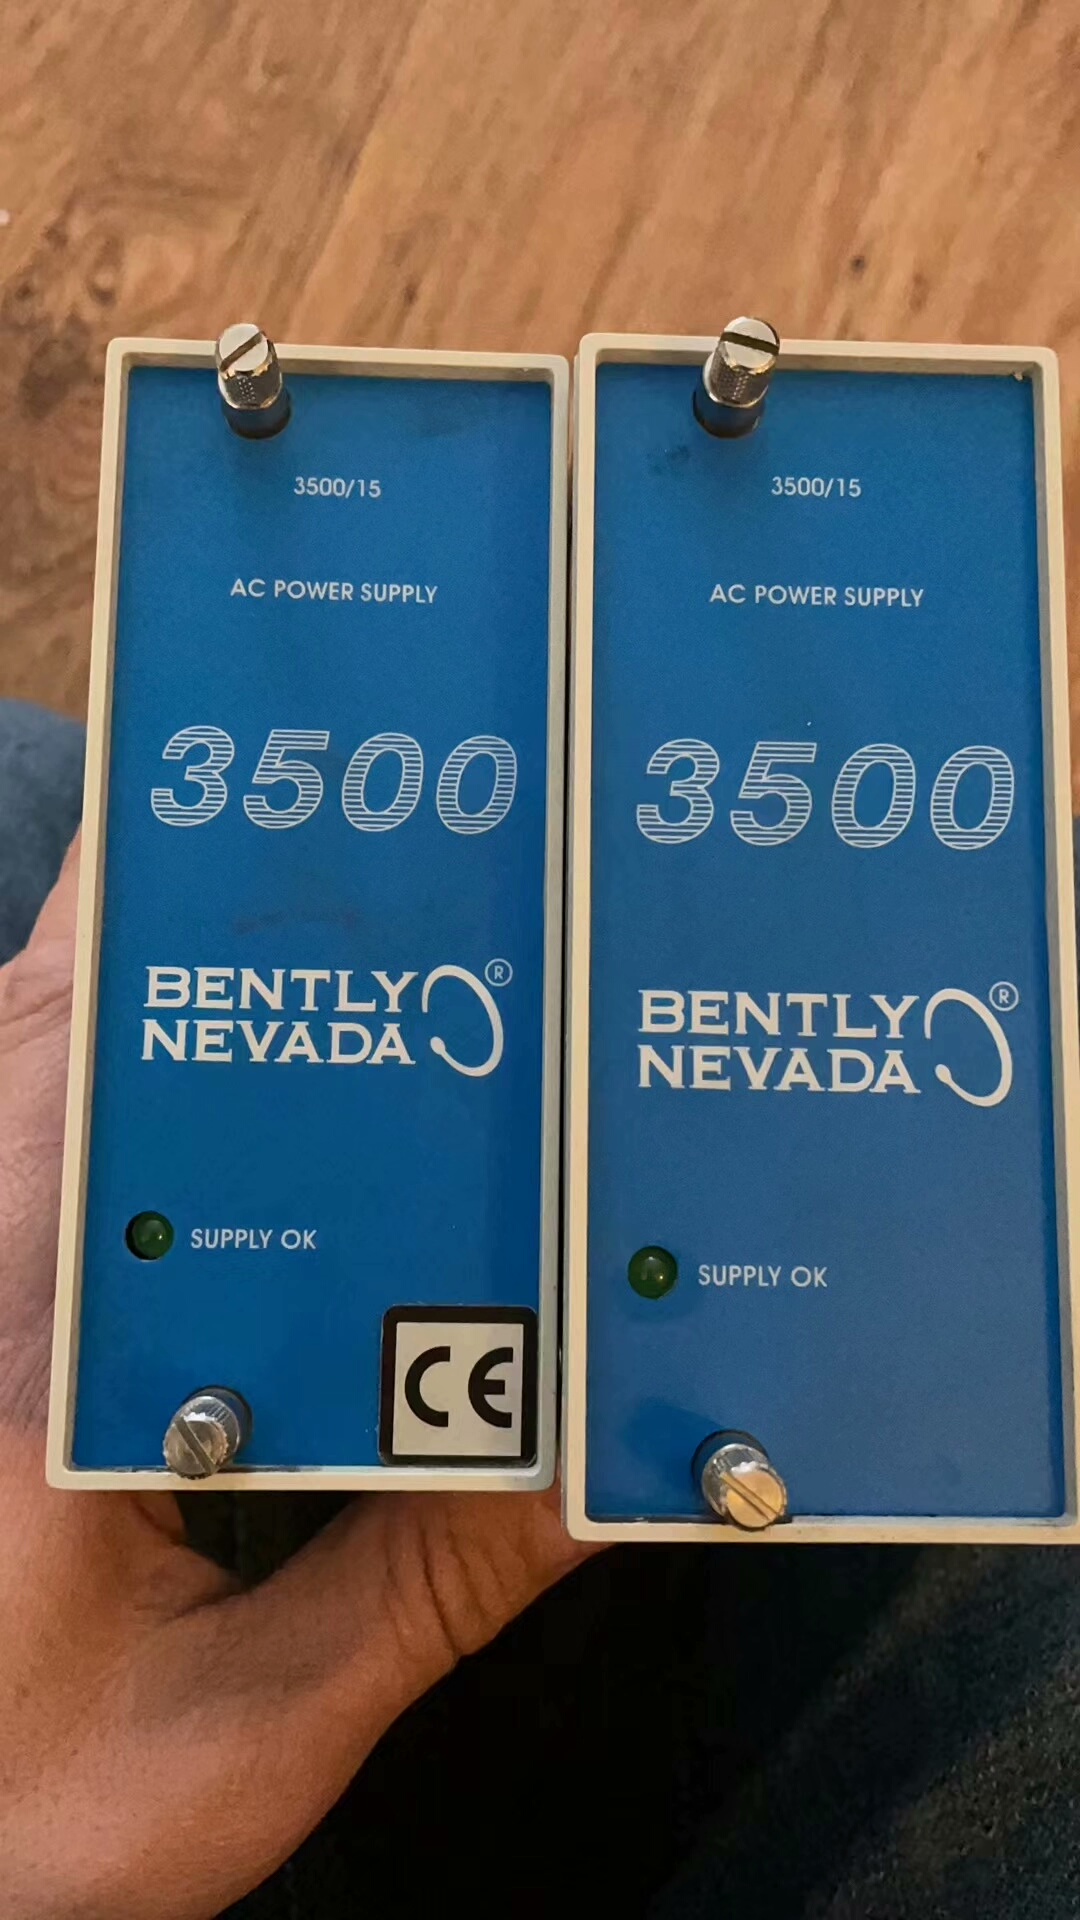 3500/15
AC POWER SUPPLY
3500
BENTLY
NEVADA
®
SUPPLY OK
CE
3500/15
AC POWER SUPPLY
3500
BENTLY
NEVADA
®
SUPPLY OK